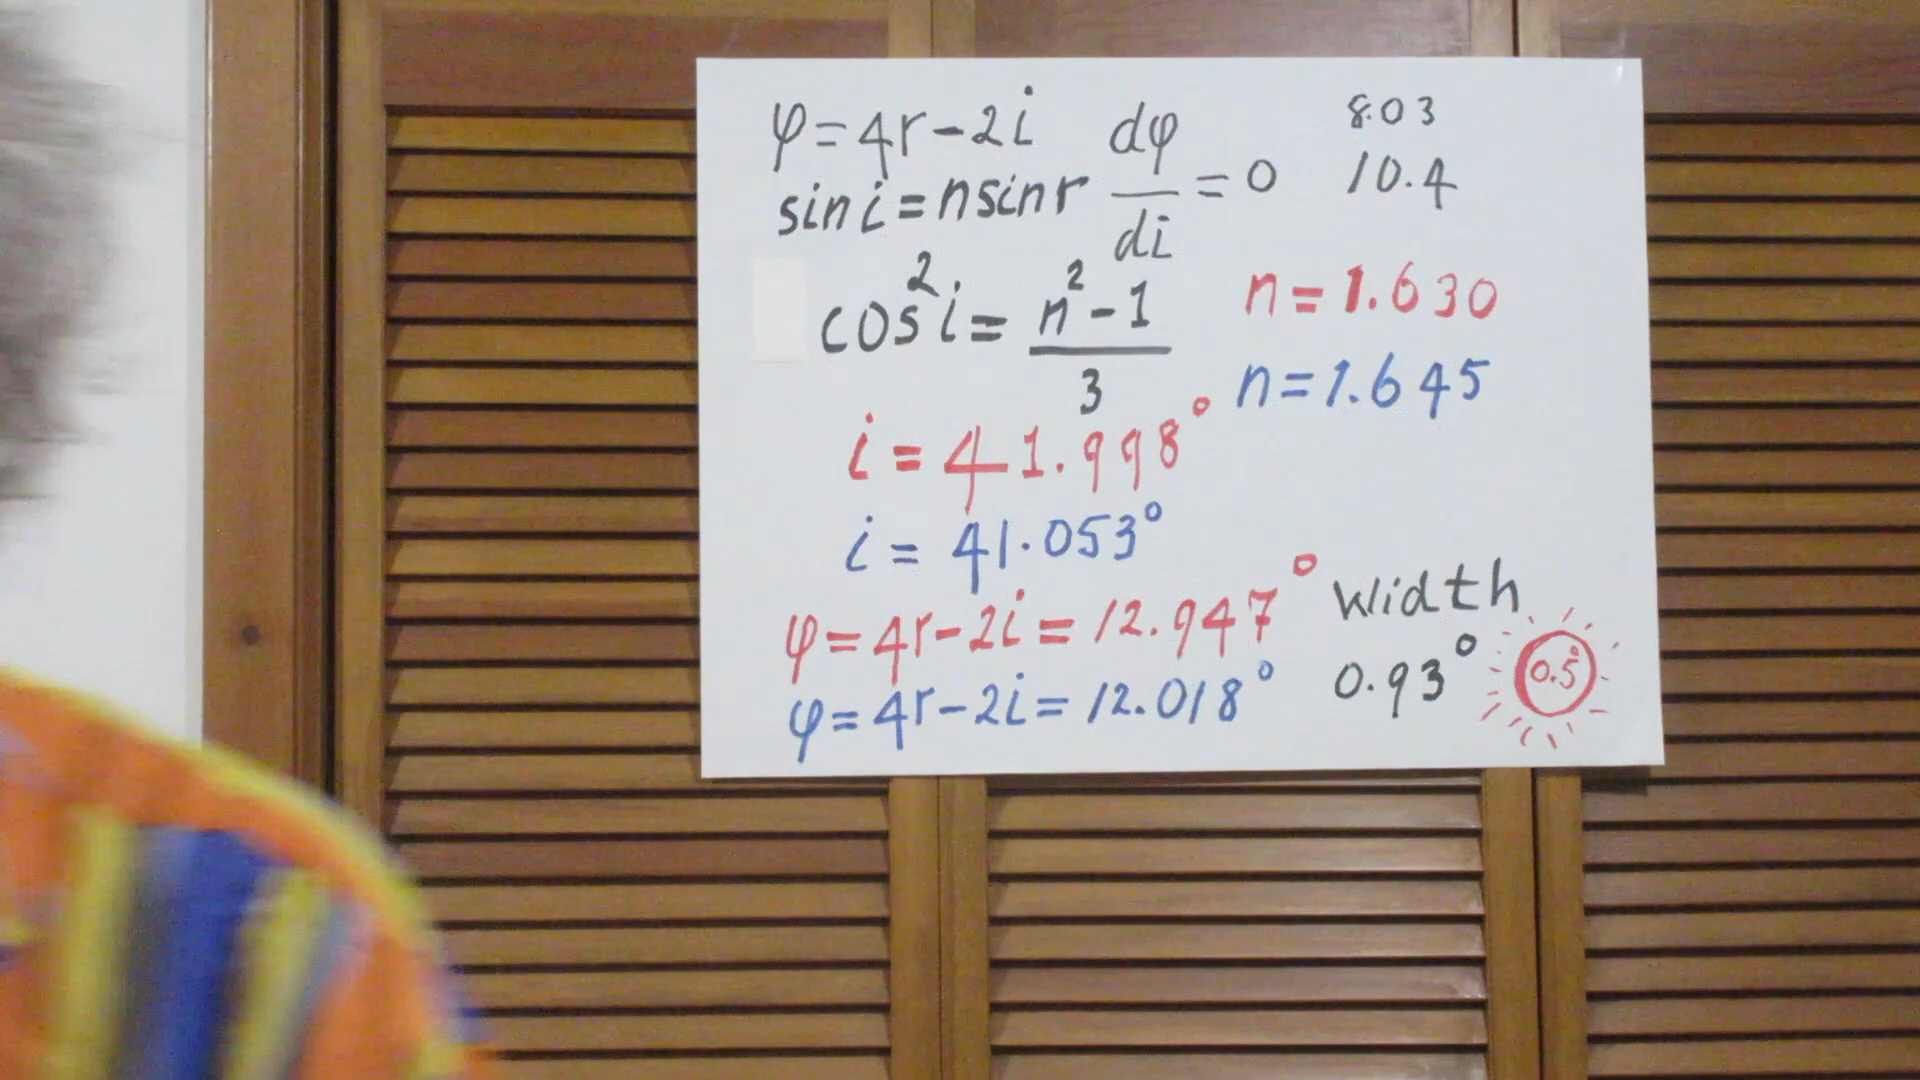 φ=4r-2i dφ/di=0 8.03
sin i=n sin r 10.4
cos²i=(n²-1)/3 n=1.630
n=1.645
i=41.998°
i=41.053°
φ=4r-2i=12.947° Width
φ=4r-2i=12.018° 0.93° 0.5°